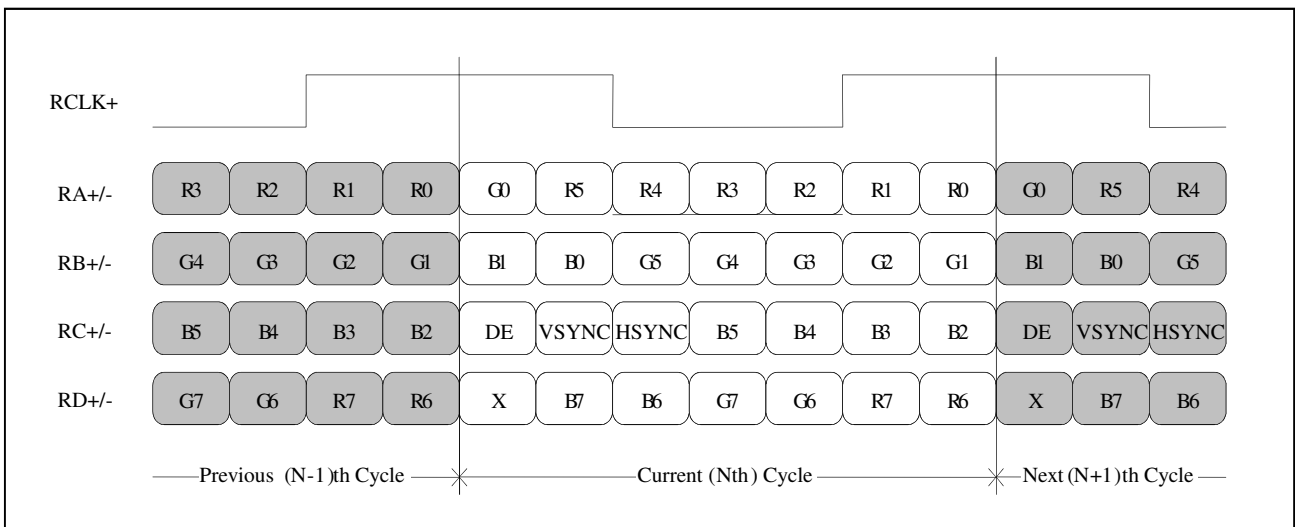 RCLK+
RA+/- R3 R2 R1 R0 G0 R5 R4 R3 R2 R1 R0 G0 R5 R4
RB+/- G4 G3 G2 G1 B1 B0 G5 G4 G3 G2 G1 B1 B0 G5
RC+/- B5 B4 B3 B2 DE VSYNC HSYNC B5 B4 B3 B2 DE VSYNC HSYNC
RD+/- G7 G6 R7 R6 X B7 B6 G7 G6 R7 R6 X B7 B6
Previous (N-1)th Cycle Current (Nth) Cycle Next (N+1)th Cycle